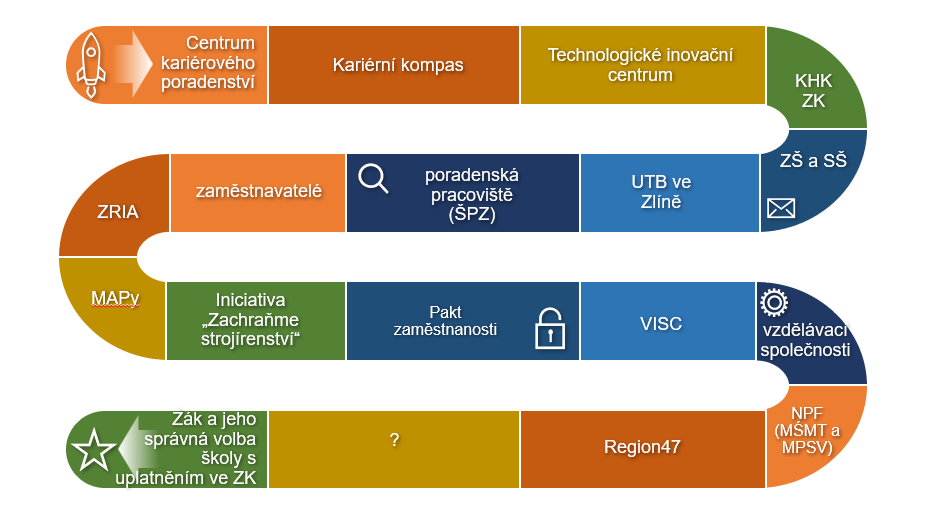 Centrum
kariérového
poradenství
Kariérní kompas
Technologické inovační
centrum
KHK
ZK
ZŠ a SŠ
UTB ve
Zlíně
poradenská
pracoviště
(ŠPZ)
zaměstnavatelé
ZRIA
MAPy
Iniciativa
„Zachraňme
strojírenství“
Pakt
zaměstnanosti
VISC
vzdělávací
společnosti
NPF
(MŠMT a
MPSV)
Region47
?
Žák a jeho
správná volba
školy s
uplatněním ve ZK